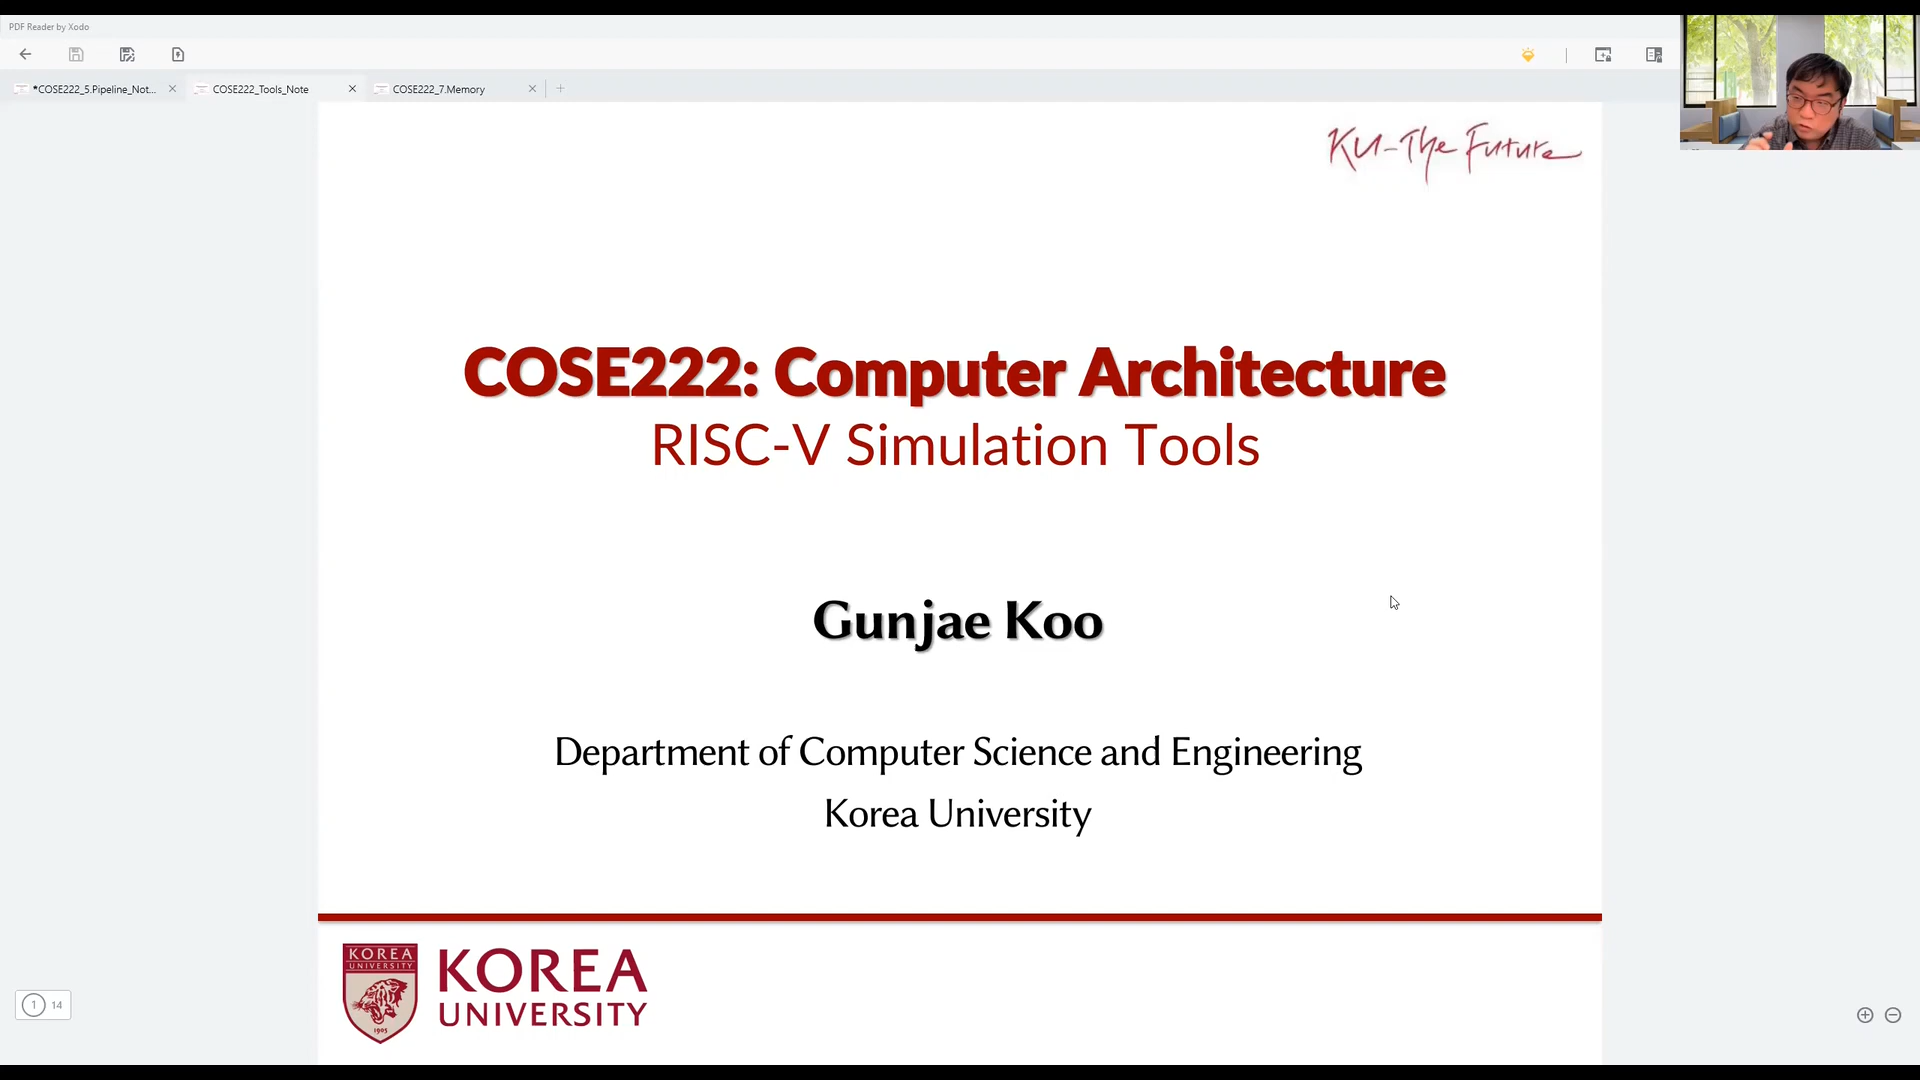 PDF Reader by Xodo
*COSE222_5.Pipeline_Not...
COSE222_Tools_Note
COSE222_7.Memory
KU-The Future
COSE222: Computer Architecture
RISC-V Simulation Tools
Gunjae Koo
Department of Computer Science and Engineering
Korea University
KOREA
UNIVERSITY
1905
KOREA
UNIVERSITY
1 14